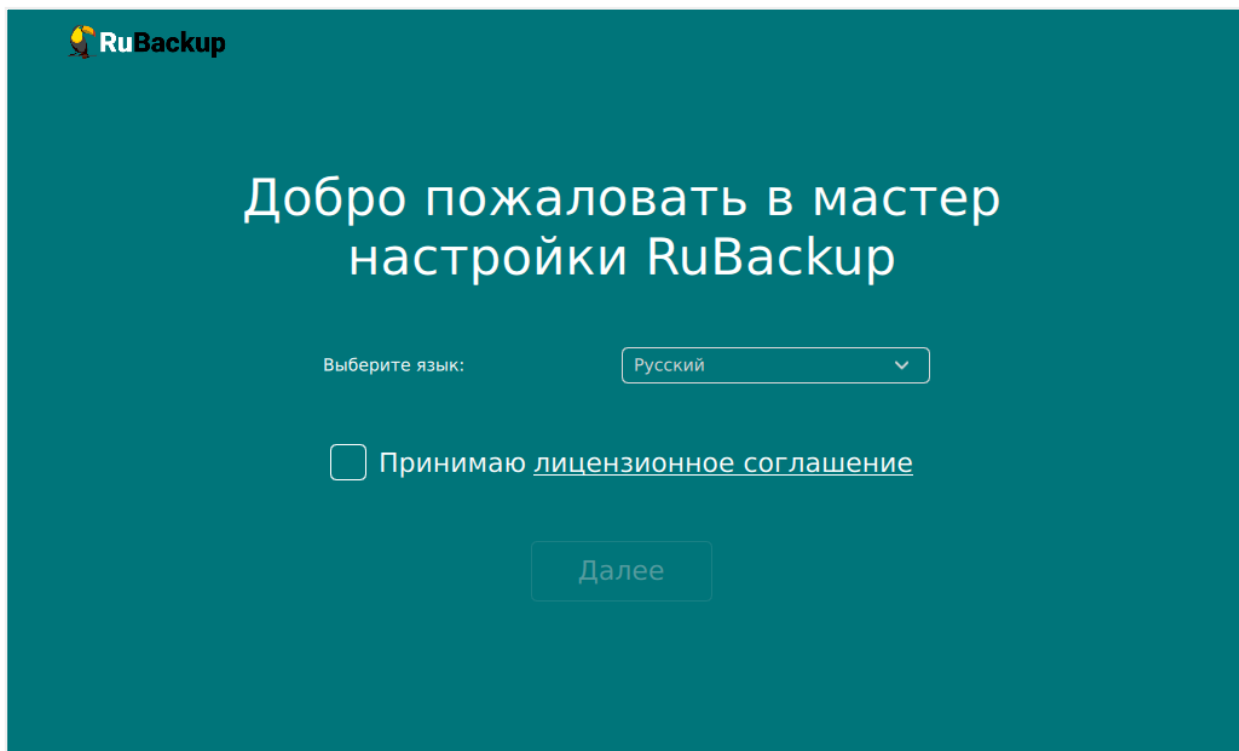 RuBackup
Добро пожаловать в мастер
настройки RuBackup
Выберите язык: Русский
Принимаю лицензионное соглашение
Далее